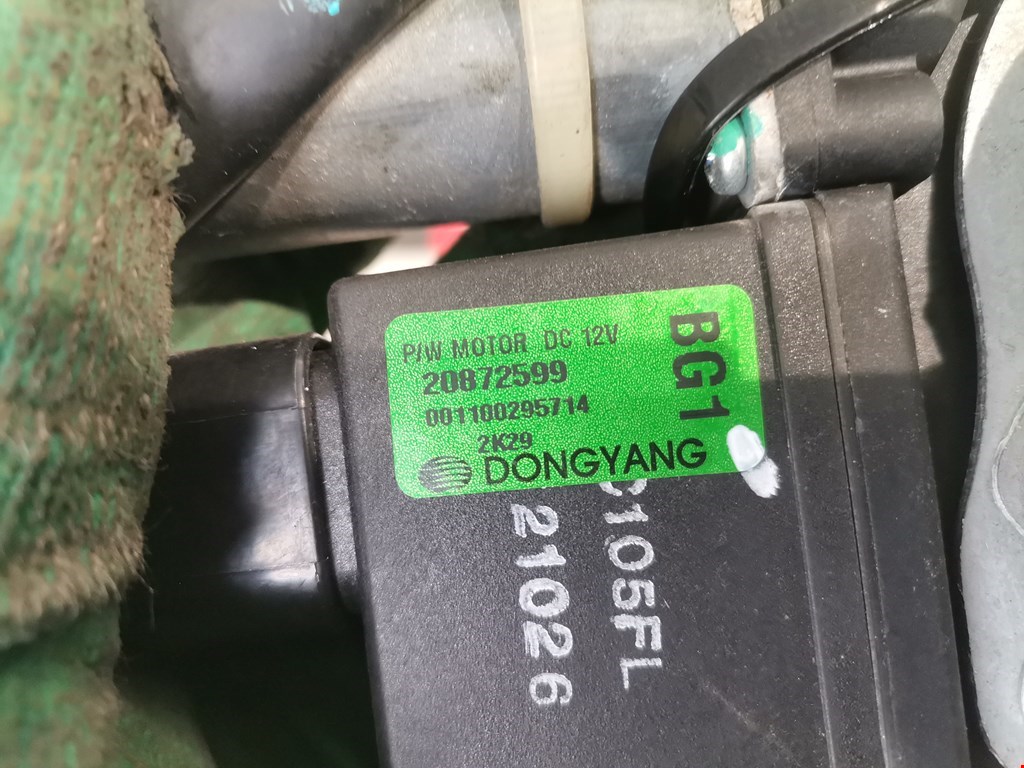 P/W MOTOR DC 12V
20872599
001100295714
2K29
DONGYANG
BG1
C105FL
21026